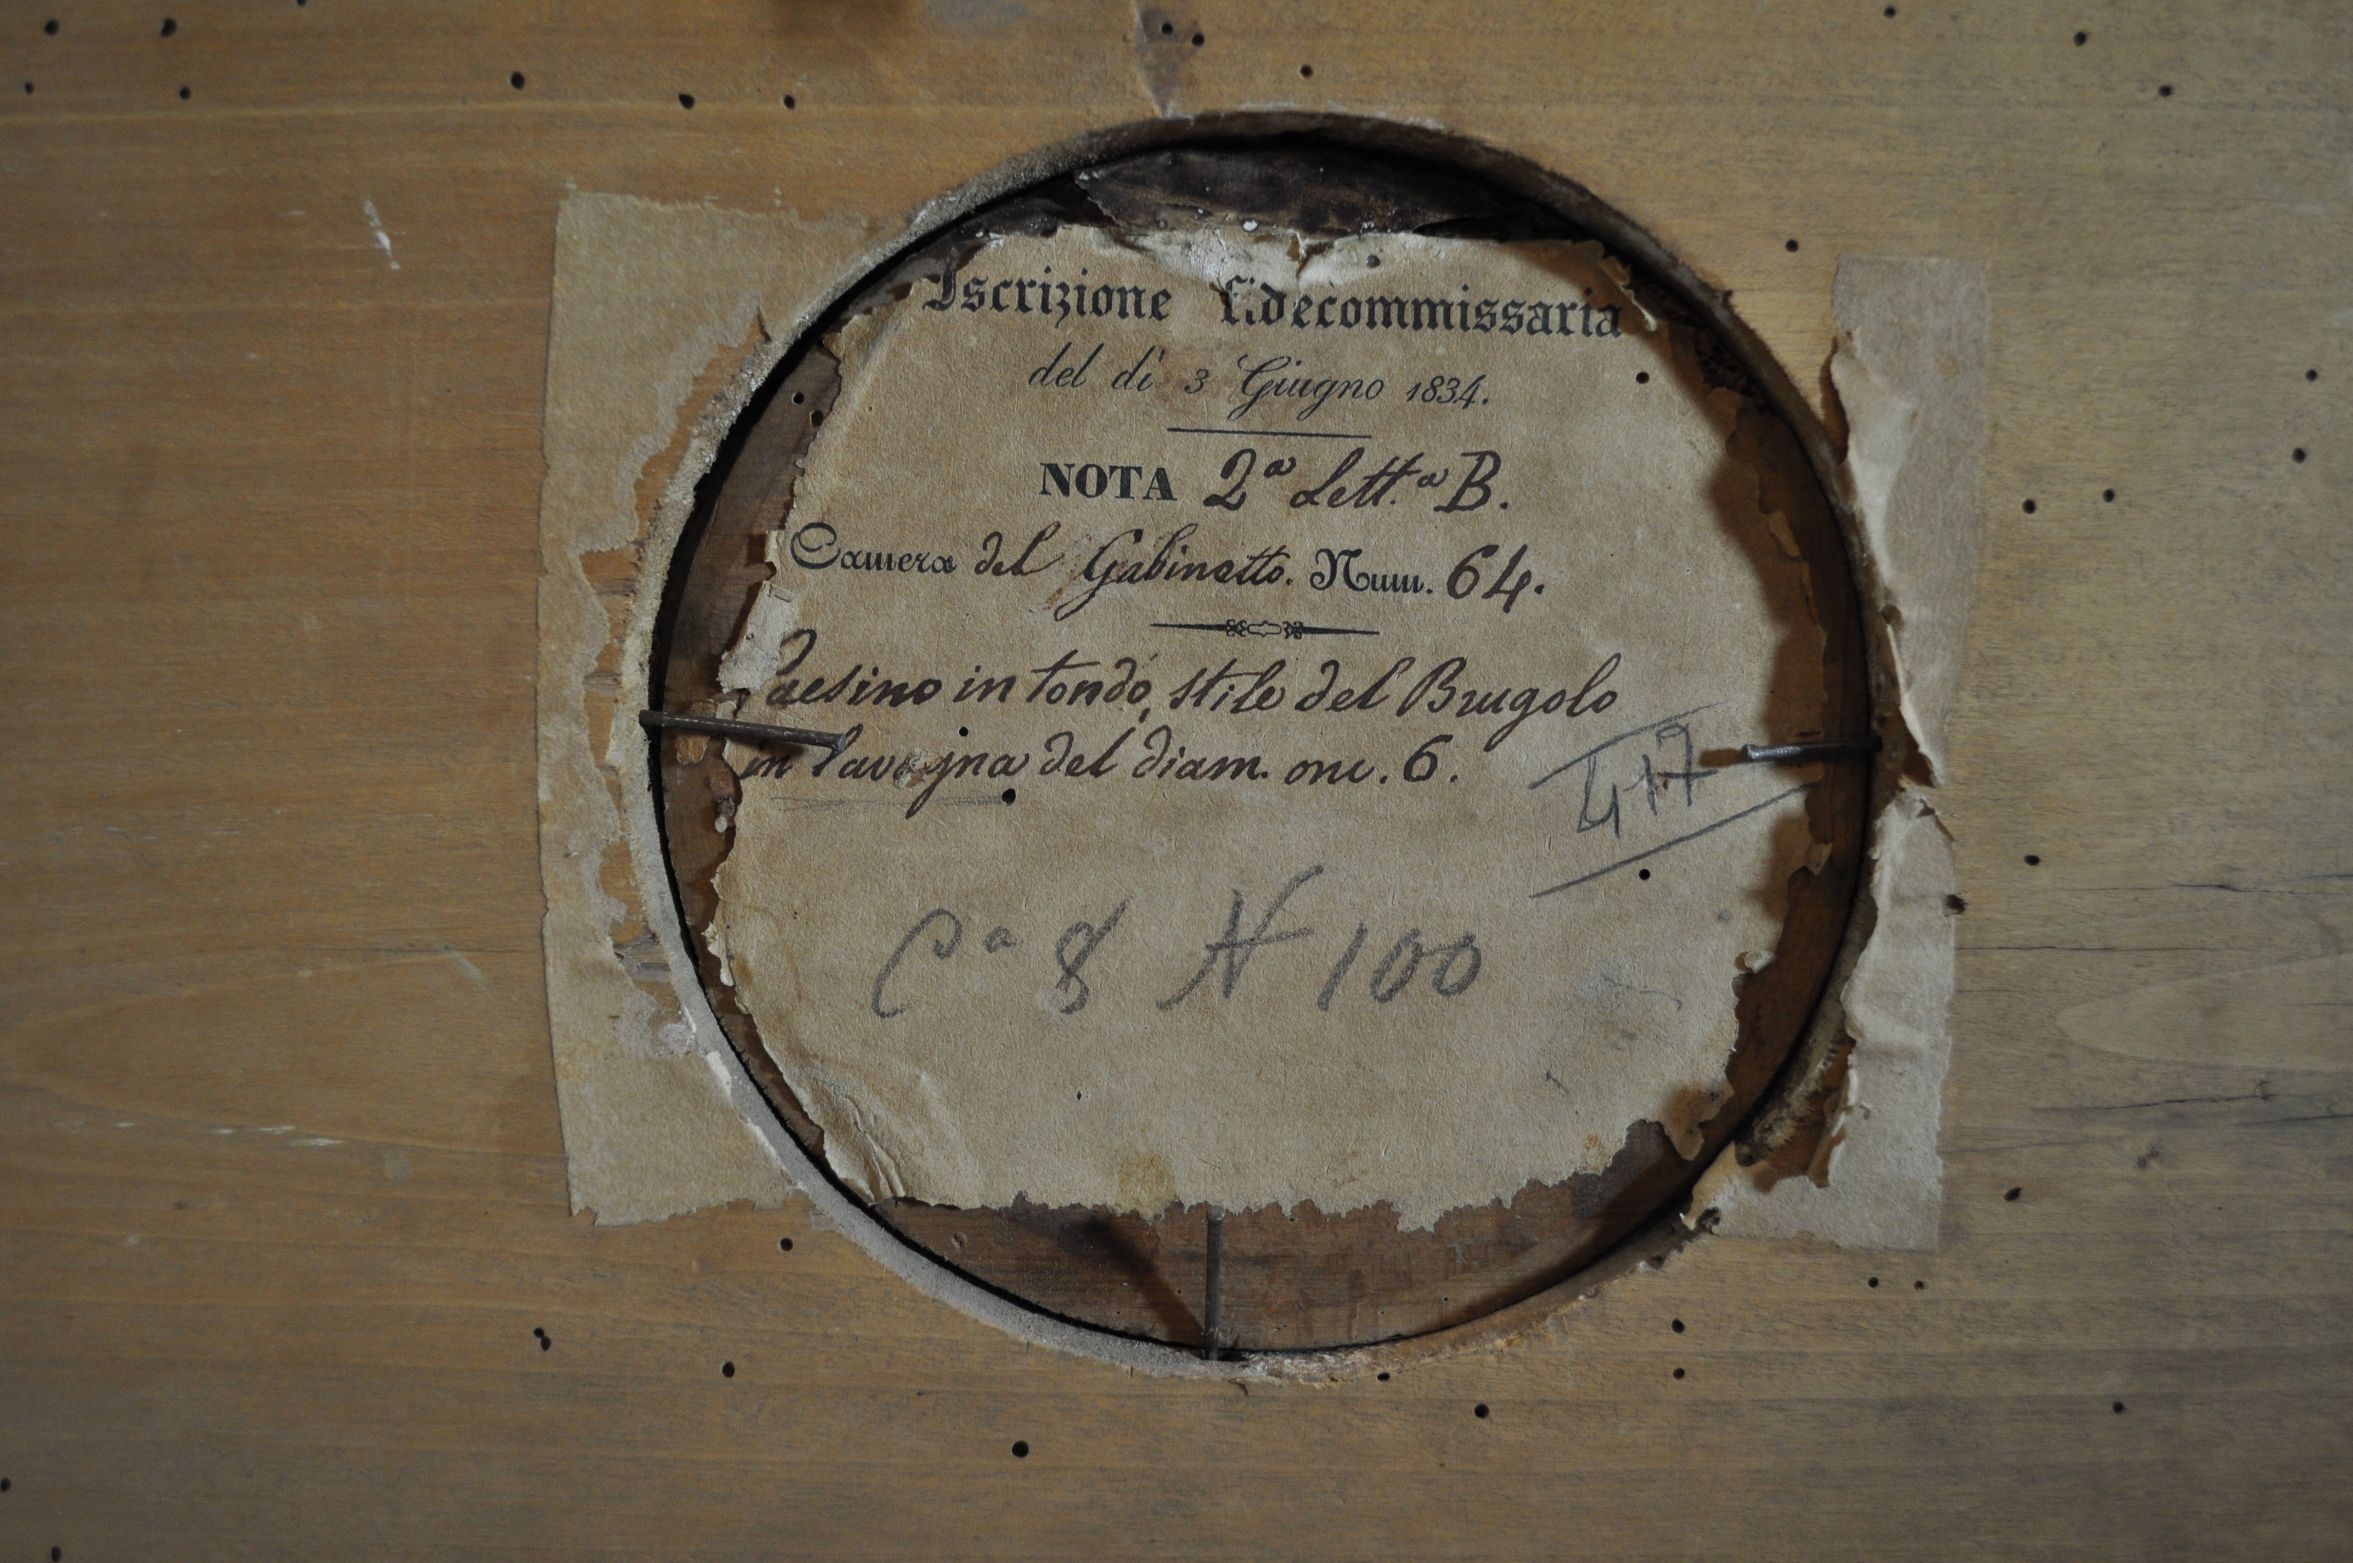 Iscrizione Fidecommissaria
del dì 3 Giugno 1834.
NOTA 2ª Lett.ª B.
Camera del Gabinetto. Num. 64.
Paesino in tondo, stile del Brugolo
in lavagna del diam. onc. 6.
417
Cª 8 N 100